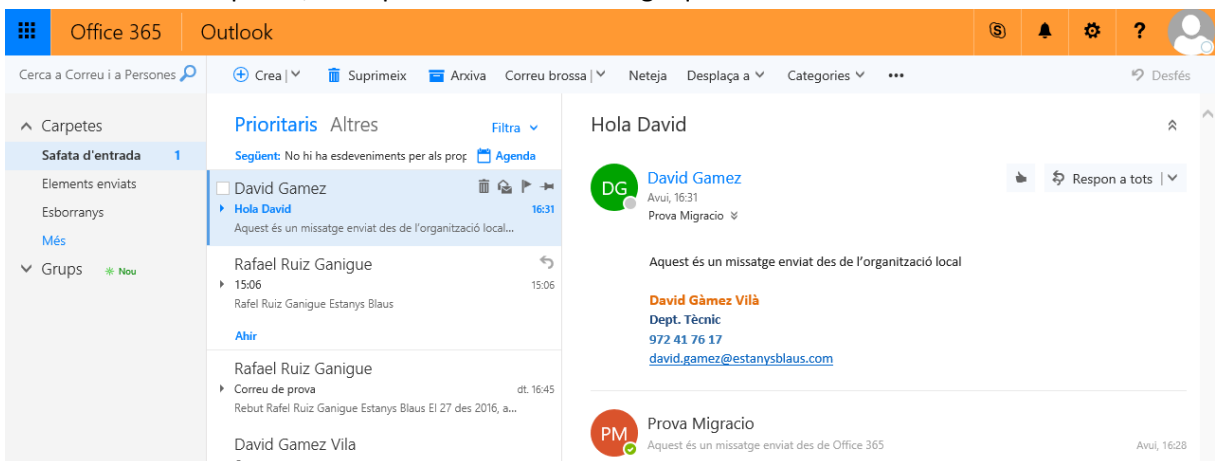 Office 365 Outlook
Cerca a Correu i a Persones
Crea Suprimeix Arxiva Correu brossa Neteja Desplaça a Categories ••• Desfés
Carpetes
Safata d'entrada 1
Elements enviats
Esborranys
Més
Grups Nou
Prioritaris Altres Filtra
Següent: No hi ha esdeveniments per als prop Agenda
David Gamez
Hola David 16:31
Aquest és un missatge enviat des de l'organització local...
Rafael Ruiz Ganigue
15:06 15:06
Rafel Ruiz Ganigue Estanys Blaus
Ahir
Rafael Ruiz Ganigue
Correu de prova dt. 16:45
Rebut Rafel Ruiz Ganigue Estanys Blaus El 27 des 2016, a...
David Gamez Vila
Hola David
DG
David Gamez
Avui, 16:31
Prova Migracio
Respon a tots
Aquest és un missatge enviat des de l'organització local
David Gàmez Vilà
Dept. Tècnic
972 41 76 17
david.gamez@estanysblaus.com
PM
Prova Migracio
Aquest és un missatge enviat des de Office 365 Avui, 16:28